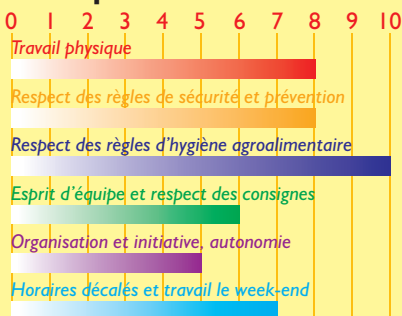 0 1 2 3 4 5 6 7 8 9 10
Travail physique
Respect des règles de sécurité et prévention
Respect des règles d'hygiène agroalimentaire
Esprit d'équipe et respect des consignes
Organisation et initiative, autonomie
Horaires décalés et travail le week-end